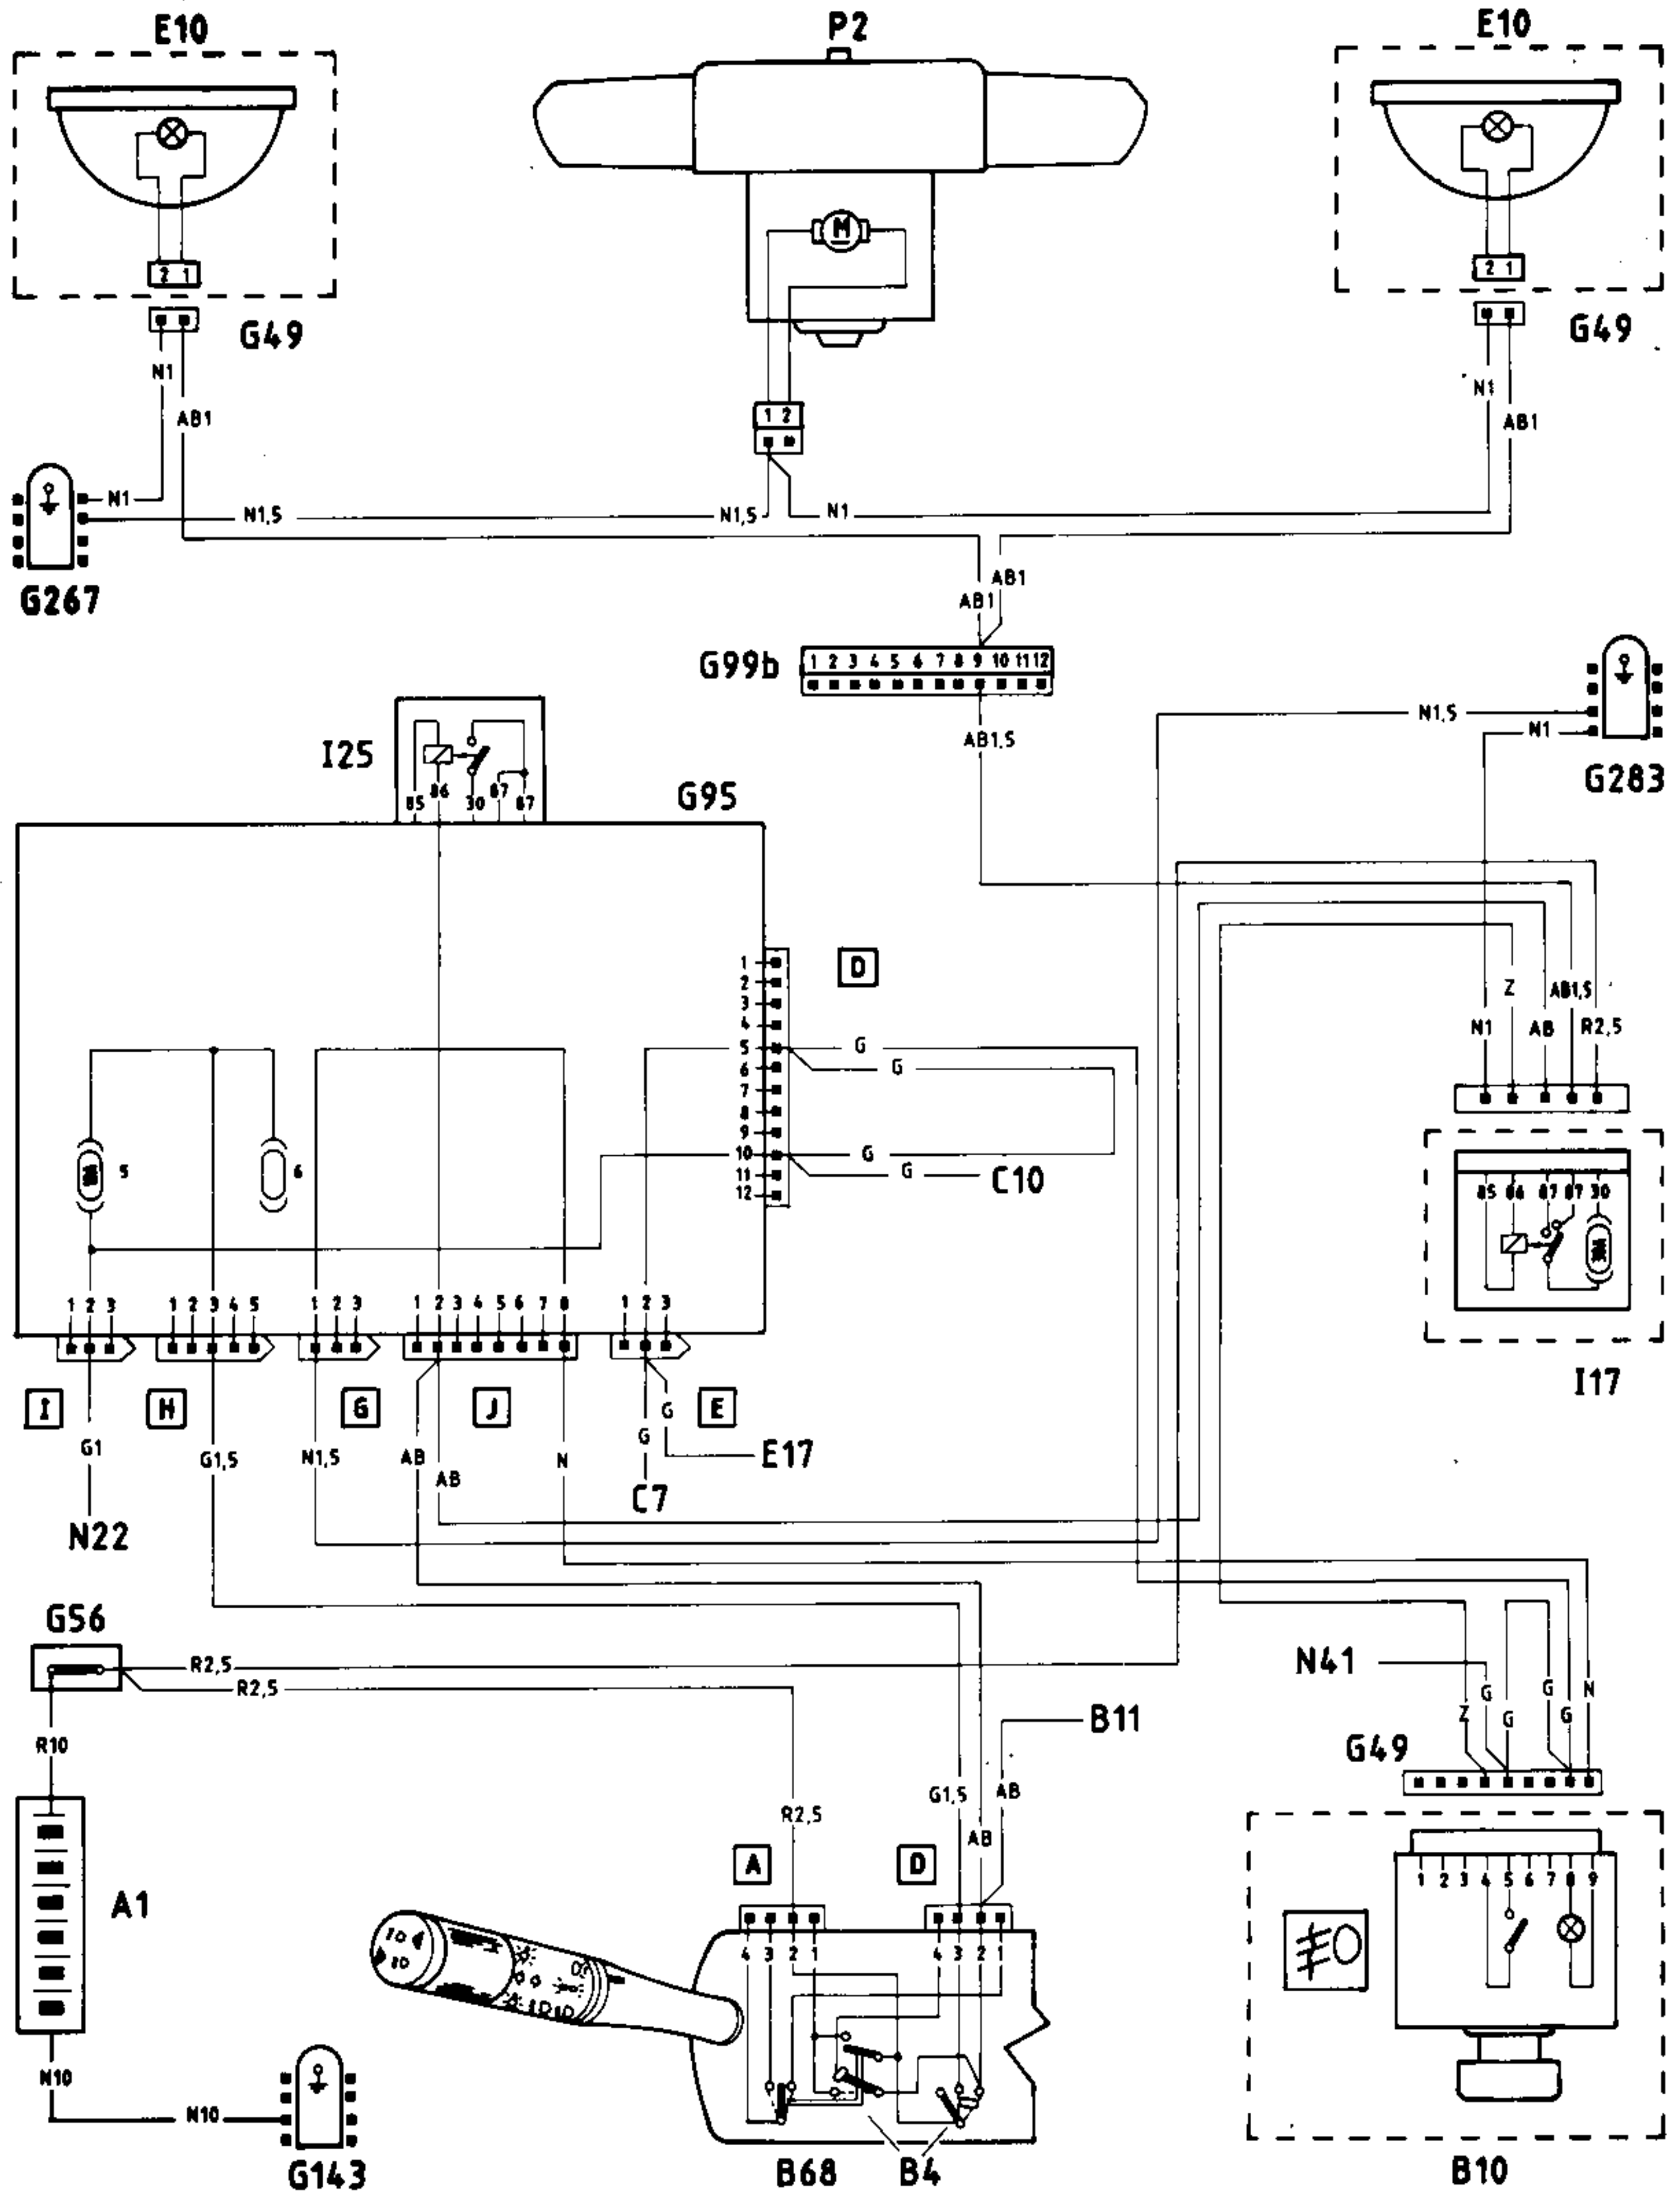 E10
P2
E10
M
2 1
2 1
G49
G49
N1
AB1
1 2
N1
AB1
N1
N1,5
N1,5
N1
G267
AB1
AB1
G99b
1 2 3 4 5 6 7 8 9 10 11 12
AB1,5
N1,5
N1
G283
I25
85 86 30 87 87
G95
D
1
2
3
4
5
6
7
8
9
10
11
12
G
G
G
G
C10
Z
AB1,5
N1
AB
R2,5
5
6
85 86 87 87 30
30A
I17
1 2 3
1 2 3 4 5
1 2 3
1 2 3 4 5 6 7 8
1 2 3
I
H
G
J
E
G1
G1,5
N1,5
AB
AB
N
G
G
E17
C7
N22
G56
R2,5
R2,5
R10
N41
Z
G
G
G
G
N
G49
B11
R2,5
G1,5
AB
AB
A
D
A1
4 3 2 1
4 3 2 1
1 2 3 4 5 6 7 8 9
N10
N10
G143
B68
B4
B10